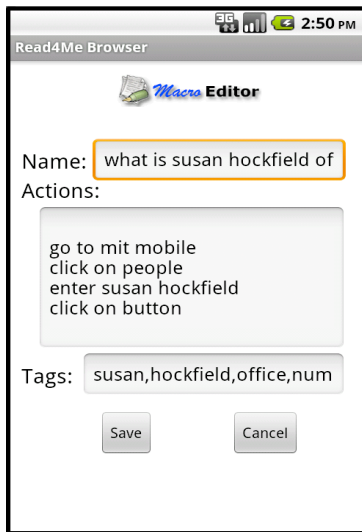 3G 2:50 PM
Read4Me Browser
Macro Editor
Name: what is susan hockfield of
Actions:
go to mit mobile
click on people
enter susan hockfield
click on button
Tags: susan,hockfield,office,num
Save Cancel